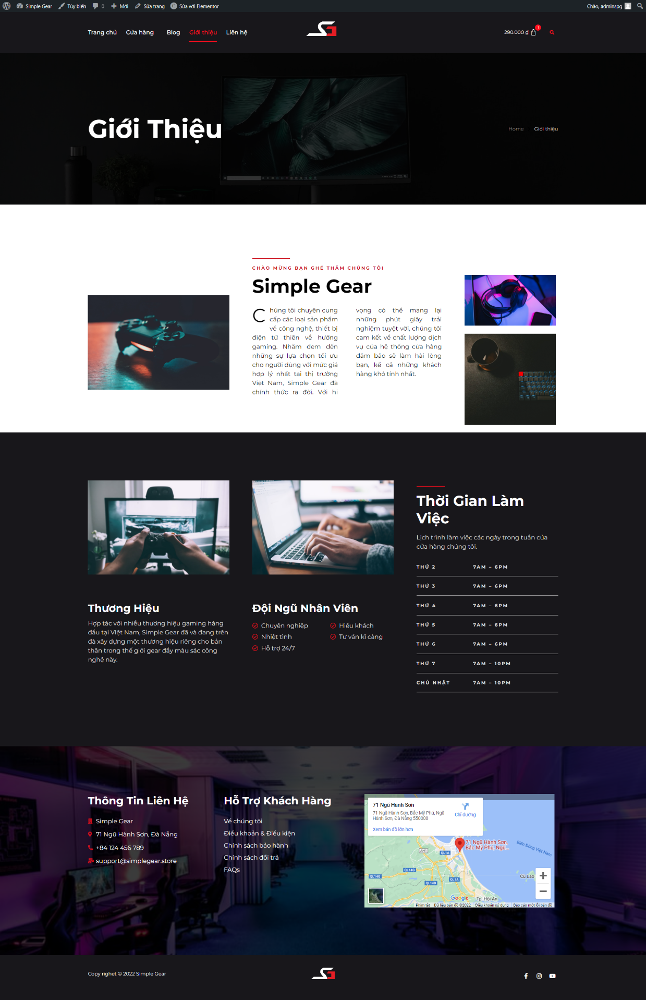 Simple Gear Tùy biến 0 Mới Sửa trang Sửa với Elementor Chào, adminspg
Trang chủ Cửa hàng Blog Giới thiệu Liên hệ 290.000 ₫ 1
Giới Thiệu
Home Giới thiệu
CHÀO MỪNG BẠN GHÉ THĂM CHÚNG TÔI
Simple Gear
Chúng tôi chuyên cung
cấp các loại sản phẩm
về công nghệ, thiết bị
điện tử thiên về hướng
gaming. Nhằm đem đến
những sự lựa chọn tối ưu
cho người dùng với mức giá
hợp lý nhất tại thị trường
Việt Nam, Simple Gear đã
chính thức ra đời. Với hi
vọng có thể mang lại
những phút giây trải
nghiệm tuyệt vời, chúng tôi
cam kết về chất lượng dịch
vụ của hệ thống cửa hàng
đảm bảo sẽ làm hài lòng
bạn, kể cả những khách
hàng khó tính nhất.
Thương Hiệu
Hợp tác với nhiều thương hiệu gaming hàng
đầu tại VIệt Nam, Simple Gear đã và đang trên
đà xây dựng một thương hiệu riêng cho bản
thân trong thế giới gear đầy màu sắc công
nghệ này.
Đội Ngũ Nhân Viên
Chuyên nghiệp
Nhiệt tình
Hỗ trợ 24/7
Hiếu khách
Tư vấn kĩ càng
Thời Gian Làm
Việc
Lịch trình làm việc các ngày trong tuần của
cửa hàng chúng tôi.
THỨ 2 7AM – 6PM
THỨ 3 7AM – 6PM
THỨ 4 7AM – 6PM
THỨ 5 7AM – 6PM
THỨ 6 7AM – 6PM
THỨ 7 7AM – 10PM
CHỦ NHẬT 7AM – 10PM
Thông Tin Liên Hệ
Simple Gear
71 Ngũ Hành Sơn, Đà Nẵng
+84 124 456 789
support@simplegear.store
Hỗ Trợ Khách Hàng
Về chúng tôi
Điều khoản & Điều kiện
Chính sách bảo hành
Chính sách đổi trả
FAQs
71 Ngũ Hành Sơn
71 Ngũ Hành Sơn, Bắc Mỹ Phú, Ngũ
Hành Sơn, Đà Nẵng 550000
Chỉ đường
Xem bản đồ lớn hơn
71 Ngũ Hành Sơn,
Bắc Mỹ Phú, Ngũ...
Biển Đông Việt Nam
AH1
QL1A
QL14G
QL14G
QL14B
QL1A
Cù Lao
Tp. Hội An
Google
Phím tắt Dữ liệu bản đồ ©2022 Điều khoản sử dụng Báo cáo một lỗi bản đồ
Copy righet © 2022 Simple Gear